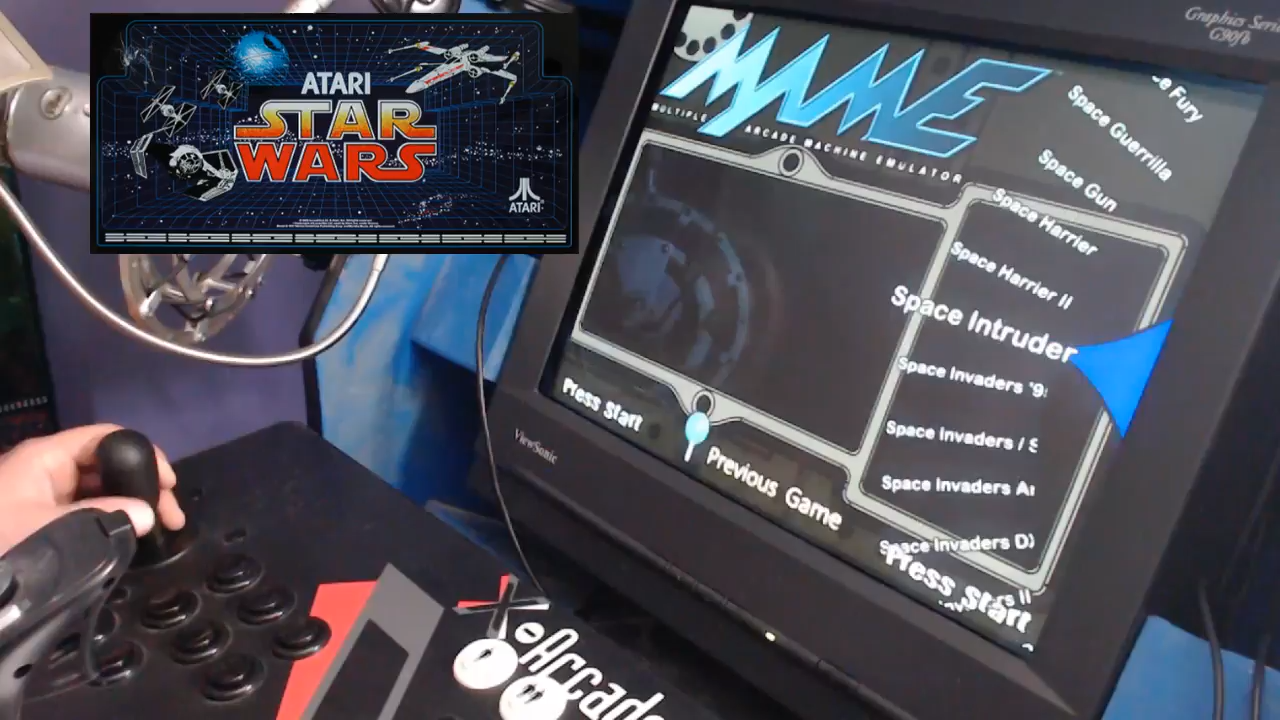 ATARI
STAR
WARS
ATARI
Graphics Series
G90fb
MAME
MULTIPLE ARCADE MACHINE EMULATOR
e Fury
Space Guerrilla
Space Gun
Space Harrier
Space Harrier II
Space Intruder
Space Invaders '9
Space Invaders / S
Space Invaders
Space Invaders D
Press Start
Previous Game
Press Start
ViewSonic
X-Arcade